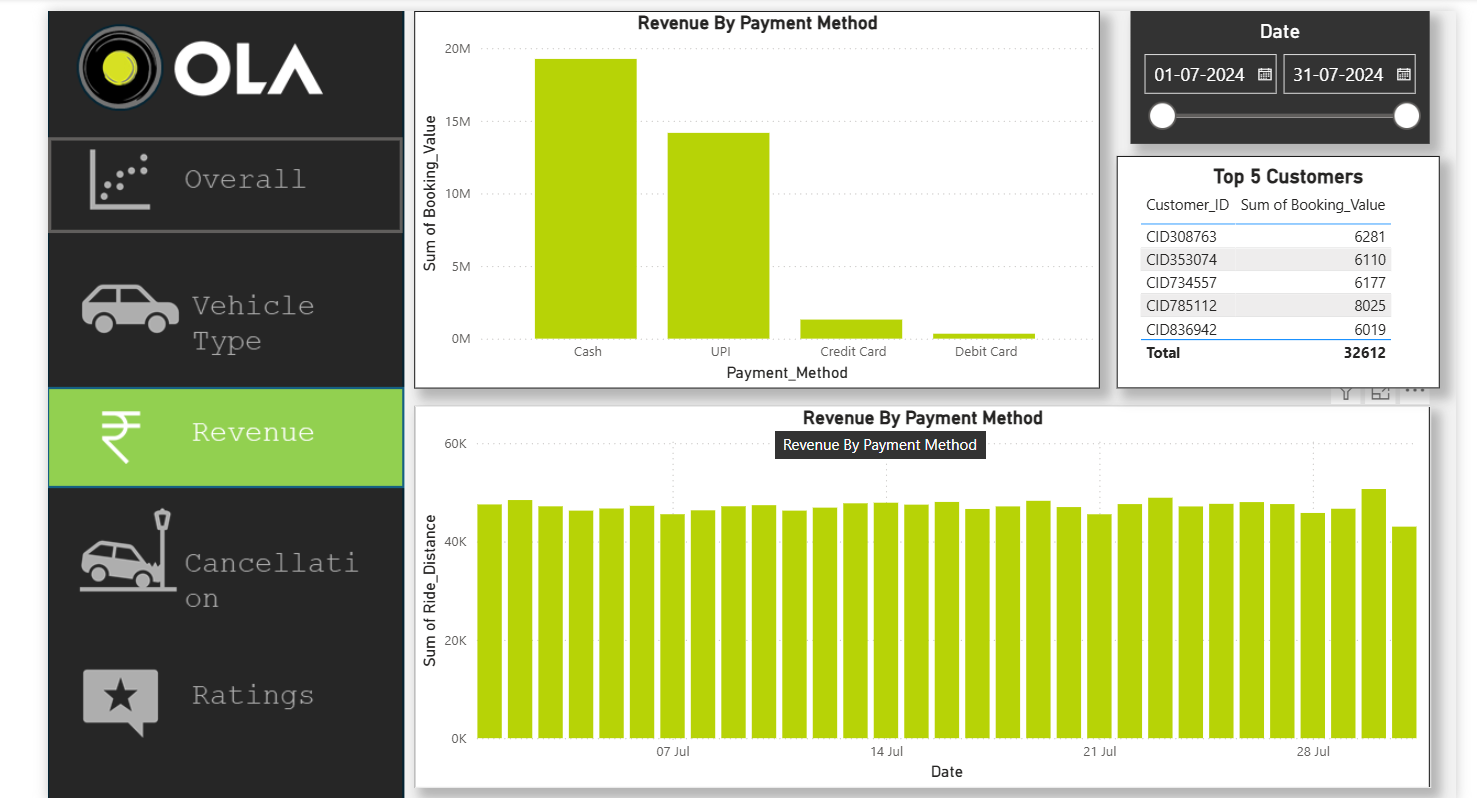 OLA
Overall
Vehicle
Type
Revenue
Cancellati
on
Ratings
Revenue By Payment Method
Sum of Booking_Value
20M
15M
10M
5M
0M
Cash
UPI
Credit Card
Debit Card
Payment_Method
Date
01-07-2024
31-07-2024
Top 5 Customers
Customer_ID Sum of Booking_Value
CID308763 6281
CID353074 6110
CID734557 6177
CID785112 8025
CID836942 6019
Total 32612
Revenue By Payment Method
Revenue By Payment Method
Sum of Ride_Distance
60K
40K
20K
0K
07 Jul
14 Jul
21 Jul
28 Jul
Date